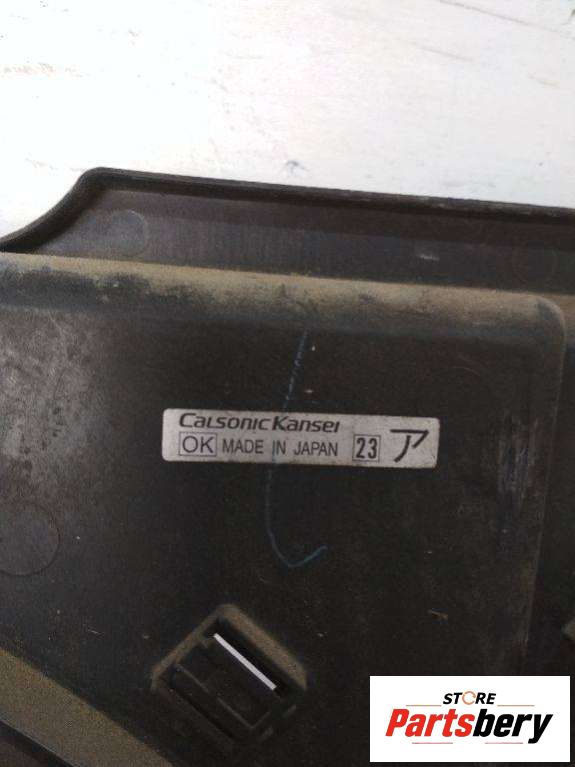 CalsonicKansei
OK MADE IN JAPAN 23 ア
STORE
Partsbery